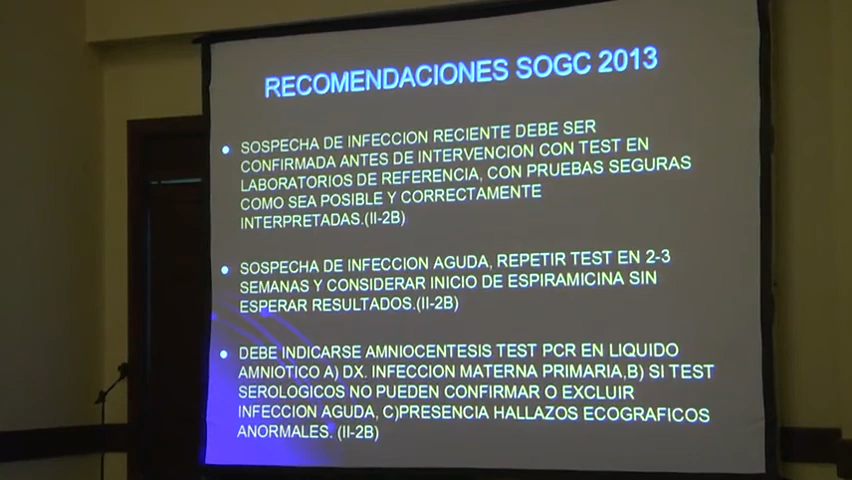 RECOMENDACIONES SOGC 2013
SOSPECHA DE INFECCION RECIENTE DEBE SER
CONFIRMADA ANTES DE INTERVENCION CON TEST EN
LABORATORIOS DE REFERENCIA, CON PRUEBAS SEGURAS
COMO SEA POSIBLE Y CORRECTAMENTE
INTERPRETADAS.(II-2B)
SOSPECHA DE INFECCION AGUDA, REPETIR TEST EN 2-3
SEMANAS Y CONSIDERAR INICIO DE ESPIRAMICINA SIN
ESPERAR RESULTADOS.(II-2B)
DEBE INDICARSE AMNIOCENTESIS TEST PCR EN LIQUIDO
AMNIOTICO A) DX. INFECCION MATERNA PRIMARIA,B) SI TEST
SEROLOGICOS NO PUEDEN CONFIRMAR O EXCLUIR
INFECCION AGUDA, C)PRESENCIA HALLAZOS ECOGRAFICOS
ANORMALES. (II-2B)